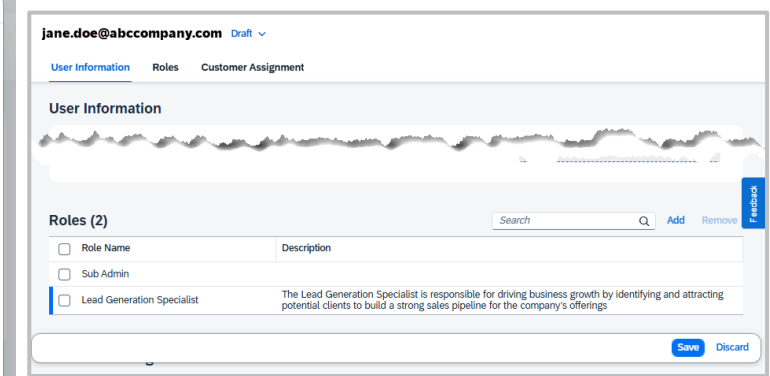 jane.doe@abccompany.com Draft
User Information Roles Customer Assignment
User Information
Feedback
Roles (2) Search Add Remove
Role Name Description
Sub Admin
Lead Generation Specialist The Lead Generation Specialist is responsible for driving business growth by identifying and attracting
potential clients to build a strong sales pipeline for the company's offerings
Save Discard